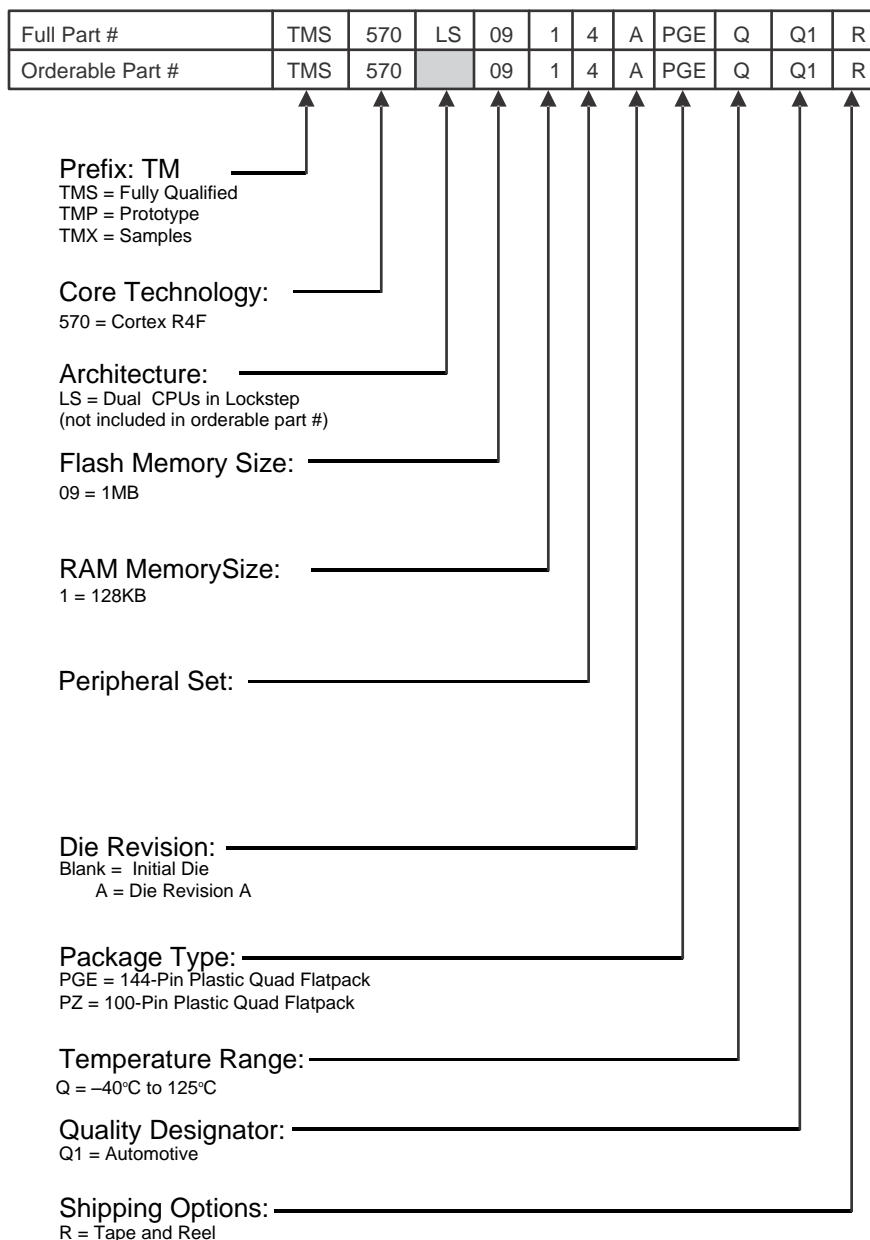 Full Part # TMS 570 LS 09 1 4 A PGE Q Q1 R
Orderable Part # TMS 570 09 1 4 A PGE Q Q1 R
Prefix: TM
TMS = Fully Qualified
TMP = Prototype
TMX = Samples
Core Technology:
570 = Cortex R4F
Architecture:
LS = Dual CPUs in Lockstep
(not included in orderable part #)
Flash Memory Size:
09 = 1MB
RAM MemorySize:
1 = 128KB
Peripheral Set:
Die Revision:
Blank = Initial Die
A = Die Revision A
Package Type:
PGE = 144-Pin Plastic Quad Flatpack
PZ = 100-Pin Plastic Quad Flatpack
Temperature Range:
Q = –40°C to 125°C
Quality Designator:
Q1 = Automotive
Shipping Options:
R = Tape and Reel